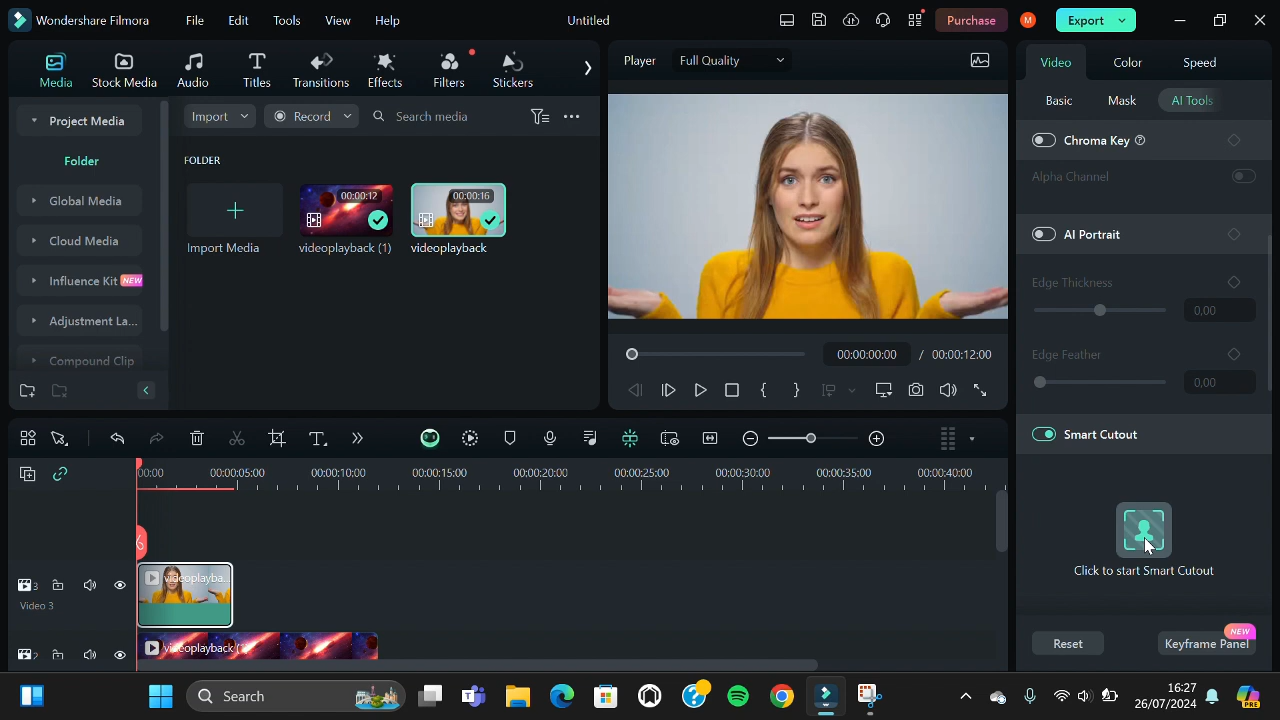 Wondershare Filmora File Edit Tools View Help Untitled Purchase M Export
Media Stock Media Audio Titles Transitions Effects Filters Stickers
Player Full Quality
Video Color Speed
Basic Mask AI Tools
Project Media
Folder
Global Media
Cloud Media
Influence Kit NEW
Adjustment La...
Compound Clip
Import Record Search media
FOLDER
00:00:12 00:00:16
Import Media videoplayback (1) videoplayback
00:00:00:00 / 00:00:12:00
Chroma Key
Alpha Channel
AI Portrait
Edge Thickness
0,00
Edge Feather
0,00
Smart Cutout
Click to start Smart Cutout
NEW
Reset Keyframe Panel
00:00 00:00:05:00 00:00:10:00 00:00:15:00 00:00:20:00 00:00:25:00 00:00:30:00 00:00:35:00 00:00:40:00
3 videoplayba...
Video 3
2
Search
PRE
16:27
26/07/2024